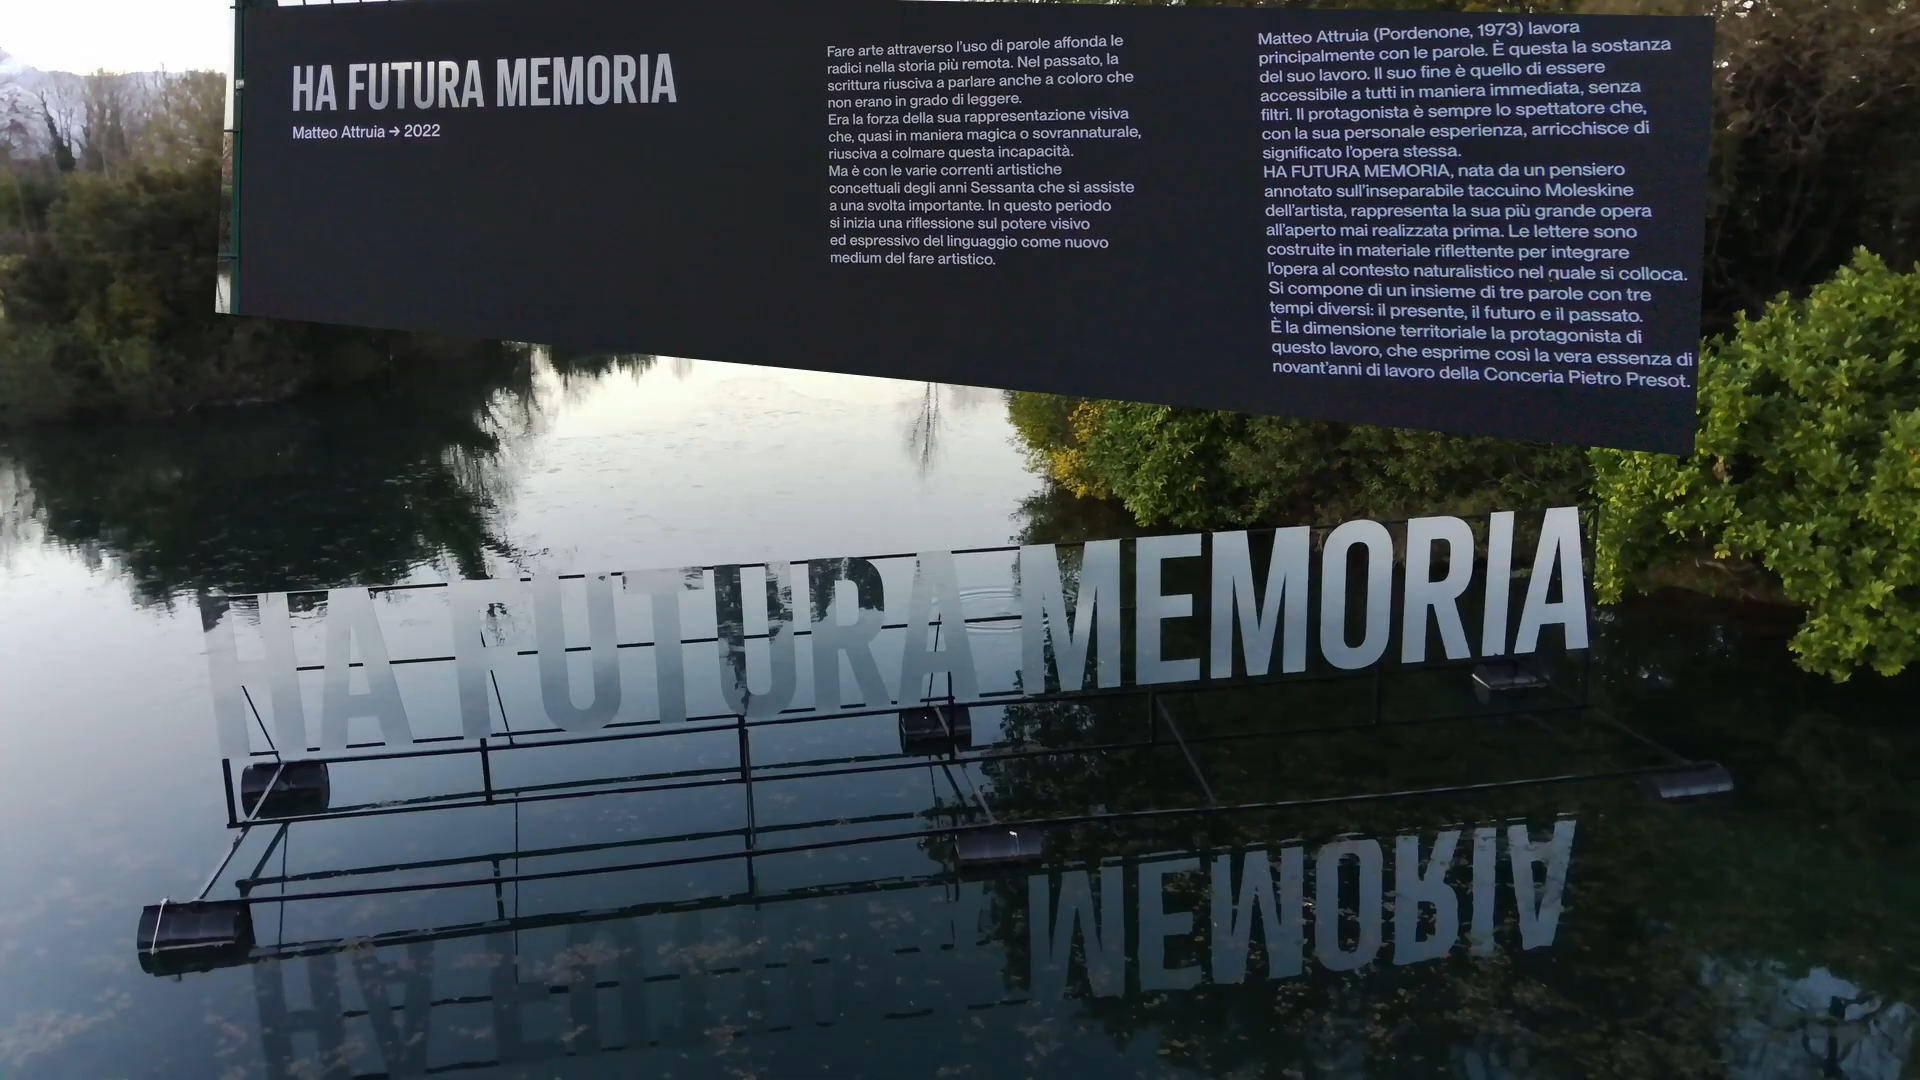 HA FUTURA MEMORIA
Matteo Attruia → 2022
Fare arte attraverso l'uso di parole affonda le
radici nella storia più remota. Nel passato, la
scrittura riusciva a parlare anche a coloro che
non erano in grado di leggere.
Era la forza della sua rappresentazione visiva
che, quasi in maniera magica o sovrannaturale,
riusciva a colmare questa incapacità.
Ma è con le varie correnti artistiche
concettuali degli anni Sessanta che si assiste
a una svolta importante. In questo periodo
si inizia una riflessione sul potere visivo
ed espressivo del linguaggio come nuovo
medium del fare artistico.
Matteo Attruia (Pordenone, 1973) lavora
principalmente con le parole. È questa la sostanza
del suo lavoro. Il suo fine è quello di essere
accessibile a tutti in maniera immediata, senza
filtri. Il protagonista è sempre lo spettatore che,
con la sua personale esperienza, arricchisce di
significato l'opera stessa.
HA FUTURA MEMORIA, nata da un pensiero
annotato sull'inseparabile taccuino Moleskine
dell'artista, rappresenta la sua più grande opera
all'aperto mai realizzata prima. Le lettere sono
costruite in materiale riflettente per integrare
l'opera al contesto naturalistico nel quale si colloca.
Si compone di un insieme di tre parole con tre
tempi diversi: il presente, il futuro e il passato.
È la dimensione territoriale la protagonista di
questo lavoro, che esprime così la vera essenza di
novant'anni di lavoro della Conceria Pietro Presot.
HA FUTURA MEMORIA